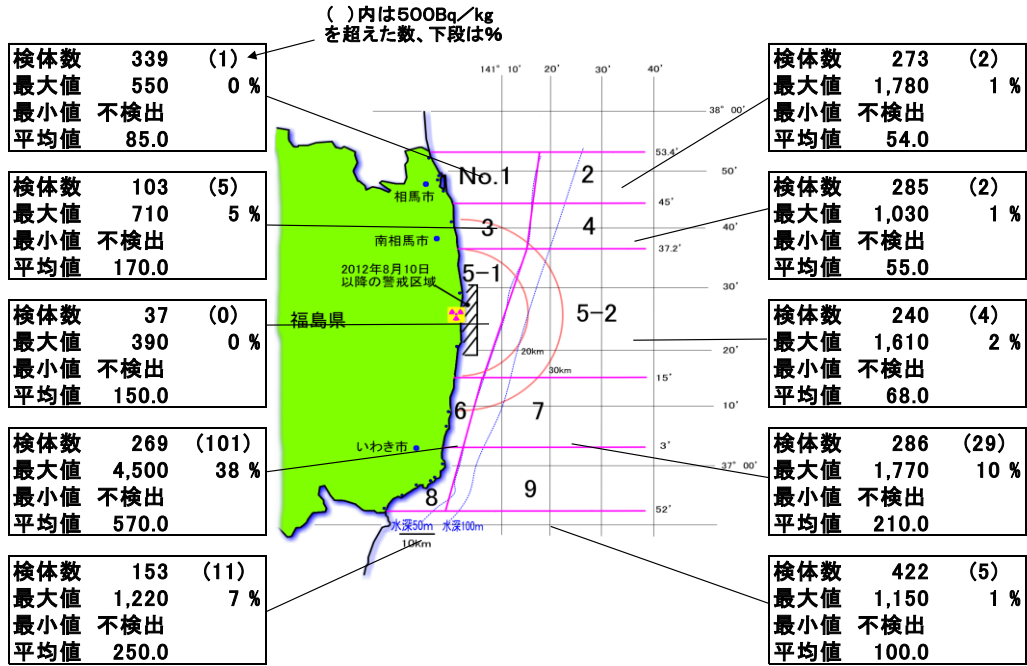 ( )内は500Bq/kg
を超えた数、下段は%
検体数 339 (1)
最大値 550 0 %
最小値 不検出
平均値 85.0
検体数 103 (5)
最大値 710 5 %
最小値 不検出
平均値 170.0
検体数 37 (0)
最大値 390 0 %
最小値 不検出
平均値 150.0
検体数 269 (101)
最大値 4,500 38 %
最小値 不検出
平均値 570.0
検体数 153 (11)
最大値 1,220 7 %
最小値 不検出
平均値 250.0
141° 10' 20' 30' 40'
38° 00'
53.4'
No.1 2
50'
相馬市
45'
3 4
40'
南相馬市
37.2'
2012年8月10日
以降の警戒区域
5-1
30'
福島県
5-2
20km
20'
30km
15'
6 7
10'
いわき市
3'
37° 00'
8 9
52'
水深50m 水深100m
10km
検体数 273 (2)
最大値 1,780 1 %
最小値 不検出
平均値 54.0
検体数 285 (2)
最大値 1,030 1 %
最小値 不検出
平均値 55.0
検体数 240 (4)
最大値 1,610 2 %
最小値 不検出
平均値 68.0
検体数 286 (29)
最大値 1,770 10 %
最小値 不検出
平均値 210.0
検体数 422 (5)
最大値 1,150 1 %
最小値 不検出
平均値 100.0